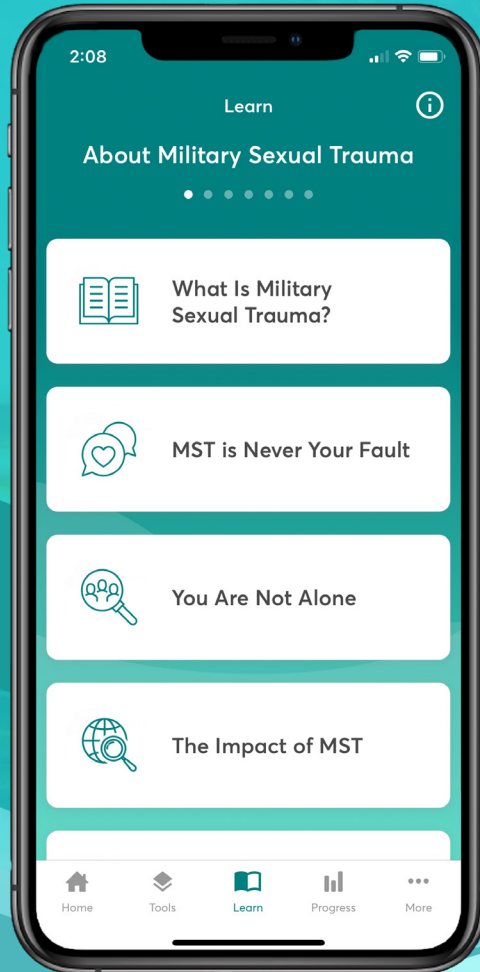 2:08
Learn
About Military Sexual Trauma
What Is Military
Sexual Trauma?
MST is Never Your Fault
You Are Not Alone
The Impact of MST
Home
Tools
Learn
Progress
More